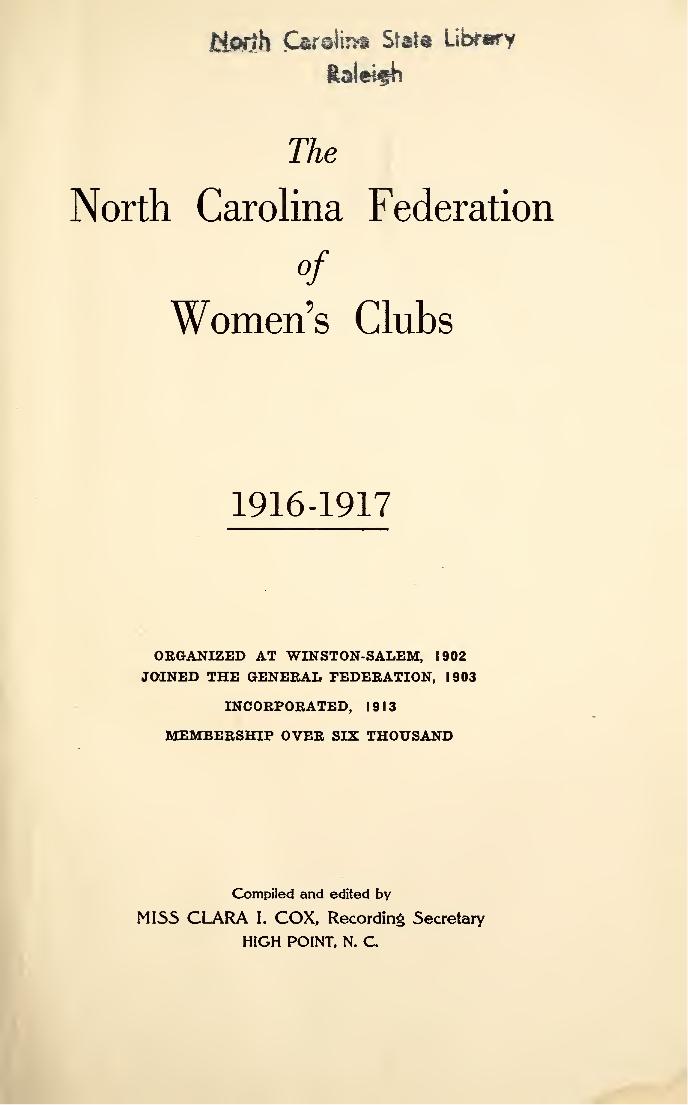 North Carolina State Library
Raleigh
The
North Carolina Federation
of
Women's Clubs
1916-1917
ORGANIZED AT WINSTON-SALEM, 1902
JOINED THE GENERAL FEDERATION, 1903
INCORPORATED, 1913
MEMBERSHIP OVER SIX THOUSAND
Compiled and edited by
MISS CLARA I. COX, Recording Secretary
HIGH POINT, N. C.